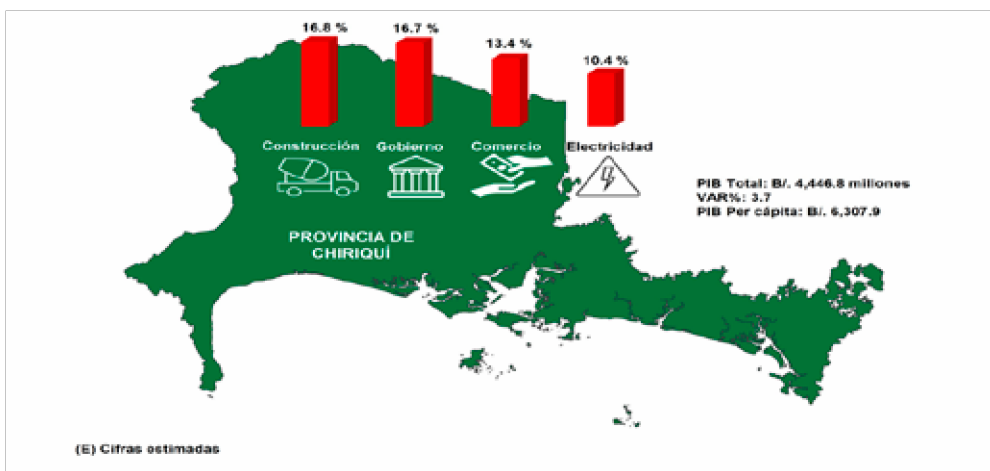 16.8 %
16.7 %
13.4 %
10.4 %
Construcción
Gobierno
Comercio
Electricidad
PIB Total: B/. 4,446.8 millones
VAR%: 3.7
PIB Per cápita: B/. 6,307.9
PROVINCIA DE
CHIRIQUÍ
(E) Cifras estimadas